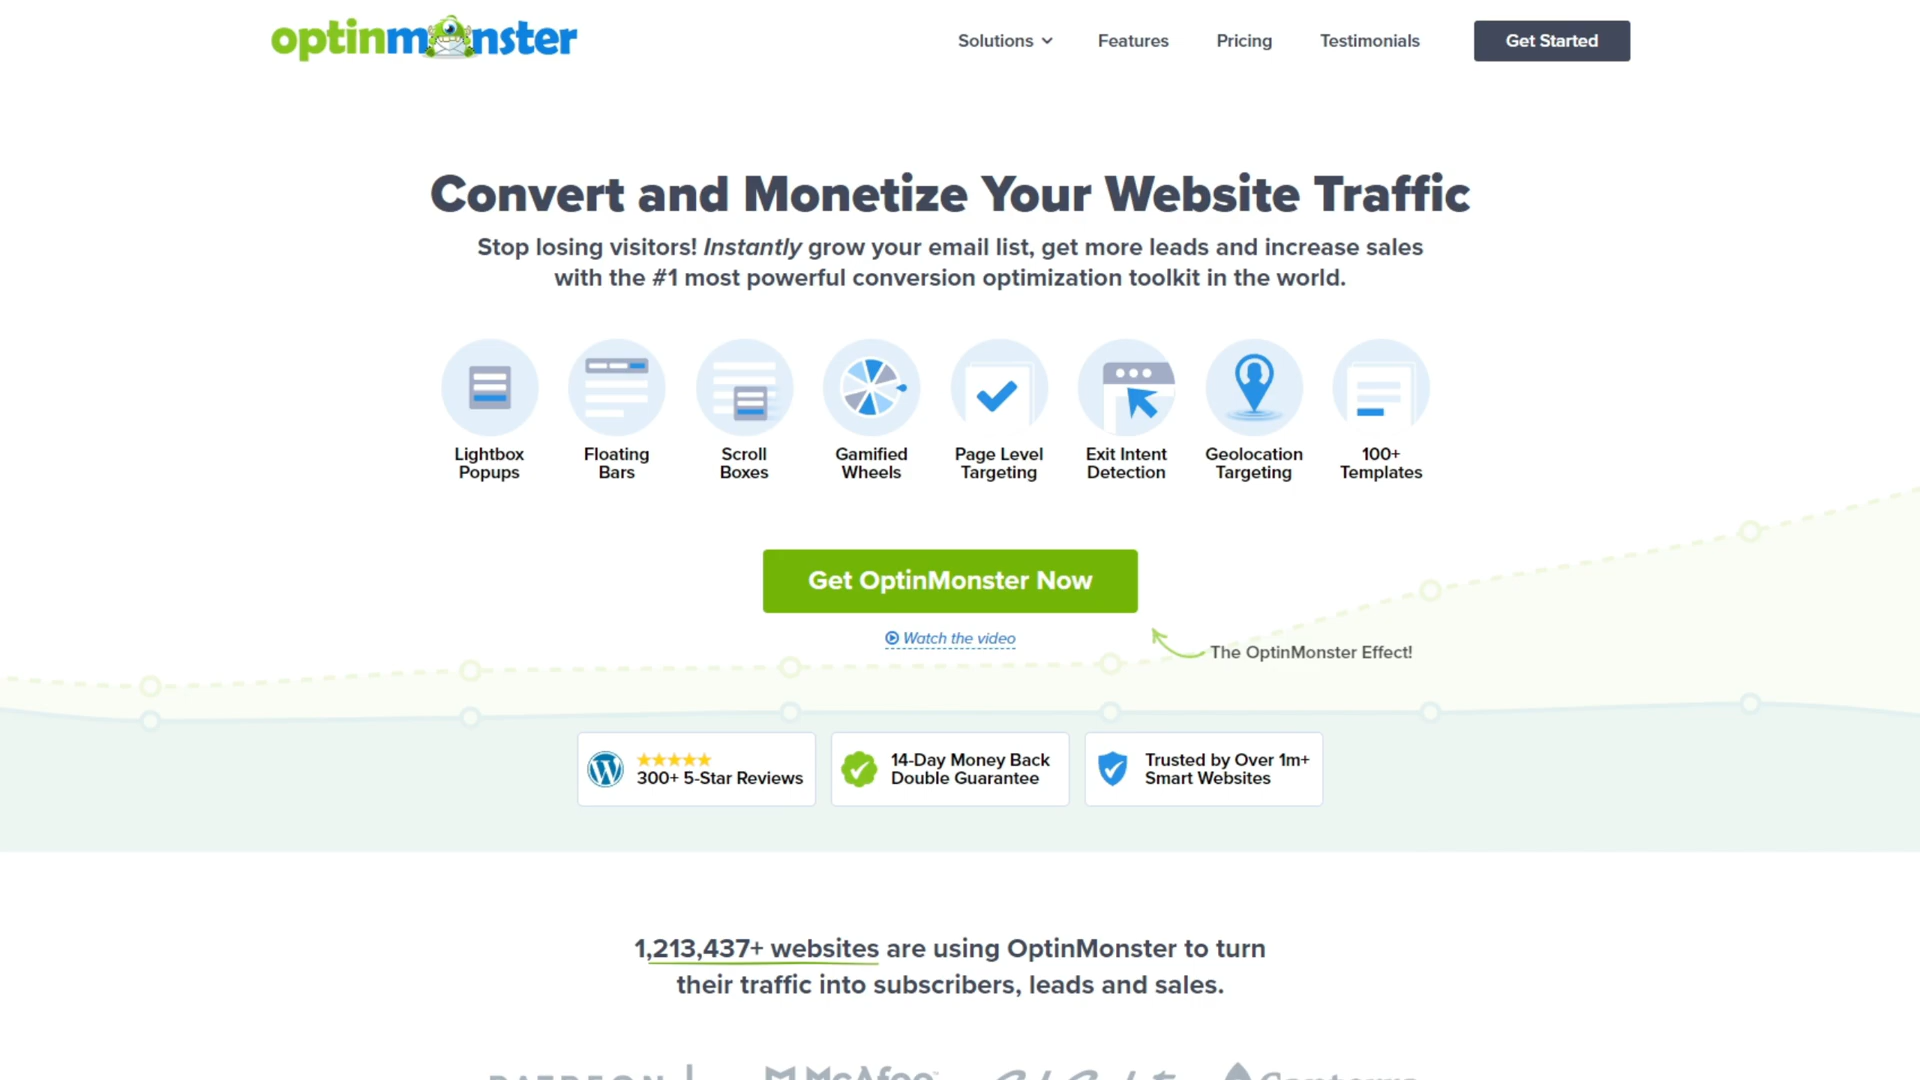 optinmonster
Solutions
Features
Pricing
Testimonials
Get Started
Convert and Monetize Your Website Traffic
Stop losing visitors! Instantly grow your email list, get more leads and increase sales
with the #1 most powerful conversion optimization toolkit in the world.
Lightbox
Popups
Floating
Bars
Scroll
Boxes
Gamified
Wheels
Page Level
Targeting
Exit Intent
Detection
Geolocation
Targeting
100+
Templates
Get OptinMonster Now
Watch the video
The OptinMonster Effect!
300+ 5-Star Reviews
14-Day Money Back
Double Guarantee
Trusted by Over 1m+
Smart Websites
1,213,437+ websites are using OptinMonster to turn
their traffic into subscribers, leads and sales.
PATREON
McAfee